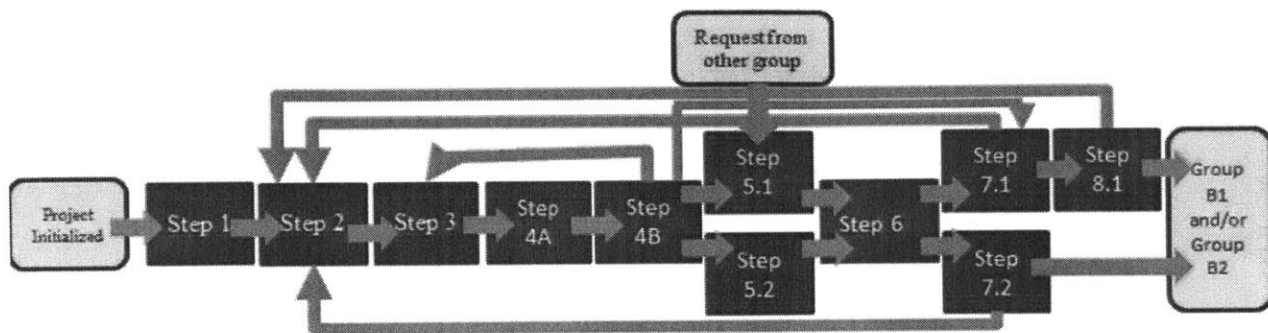 Request from
other group
Project
Initialized
Step 1
Step 2
Step 3
Step
4A
Step
4B
Step
5.1
Step
5.2
Step 6
Step
7.1
Step
7.2
Step
8.1
Group
B1
and/or
Group
B2